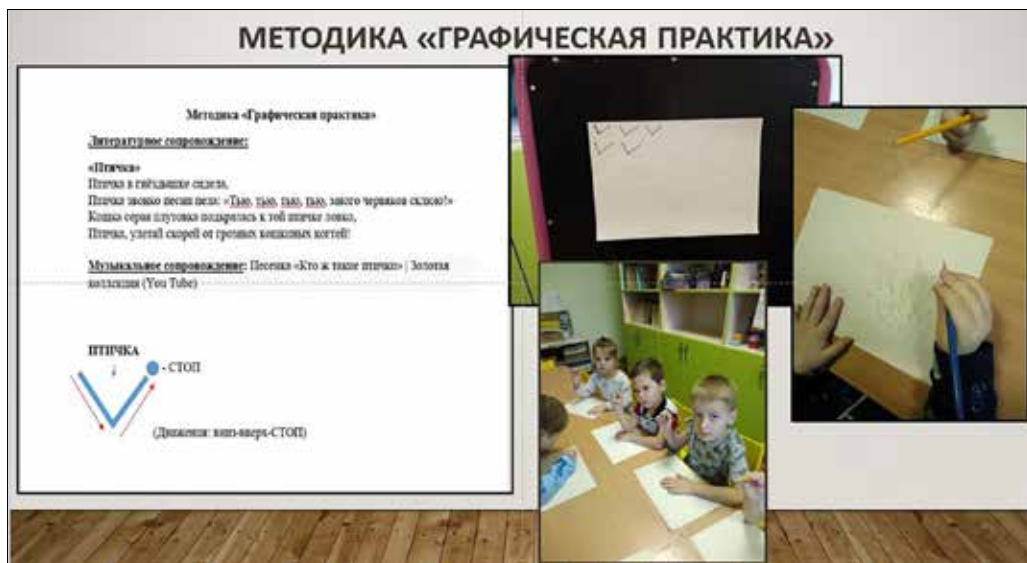 МЕТОДИКА «ГРАФИЧЕСКАЯ ПРАКТИКА»
Методика «Графическая практика»
Литературное сопровождение:
«Птичка»
Птичка в гнёздышке сидела,
Птичка звонко песни пела: «Тью, тью, тью, тью, много червяков склюю!»
Кошка серая плутовка подкралась к той птичке ловко,
Птичка, улетай скорей от грозных кошкиных когтей!
Музыкальное сопровождение: Песенка «Кто ж такие птички» | Золотая
коллекция (You Tube)
ПТИЧКА
- СТОП
(Движения: вниз-вверх-СТОП)